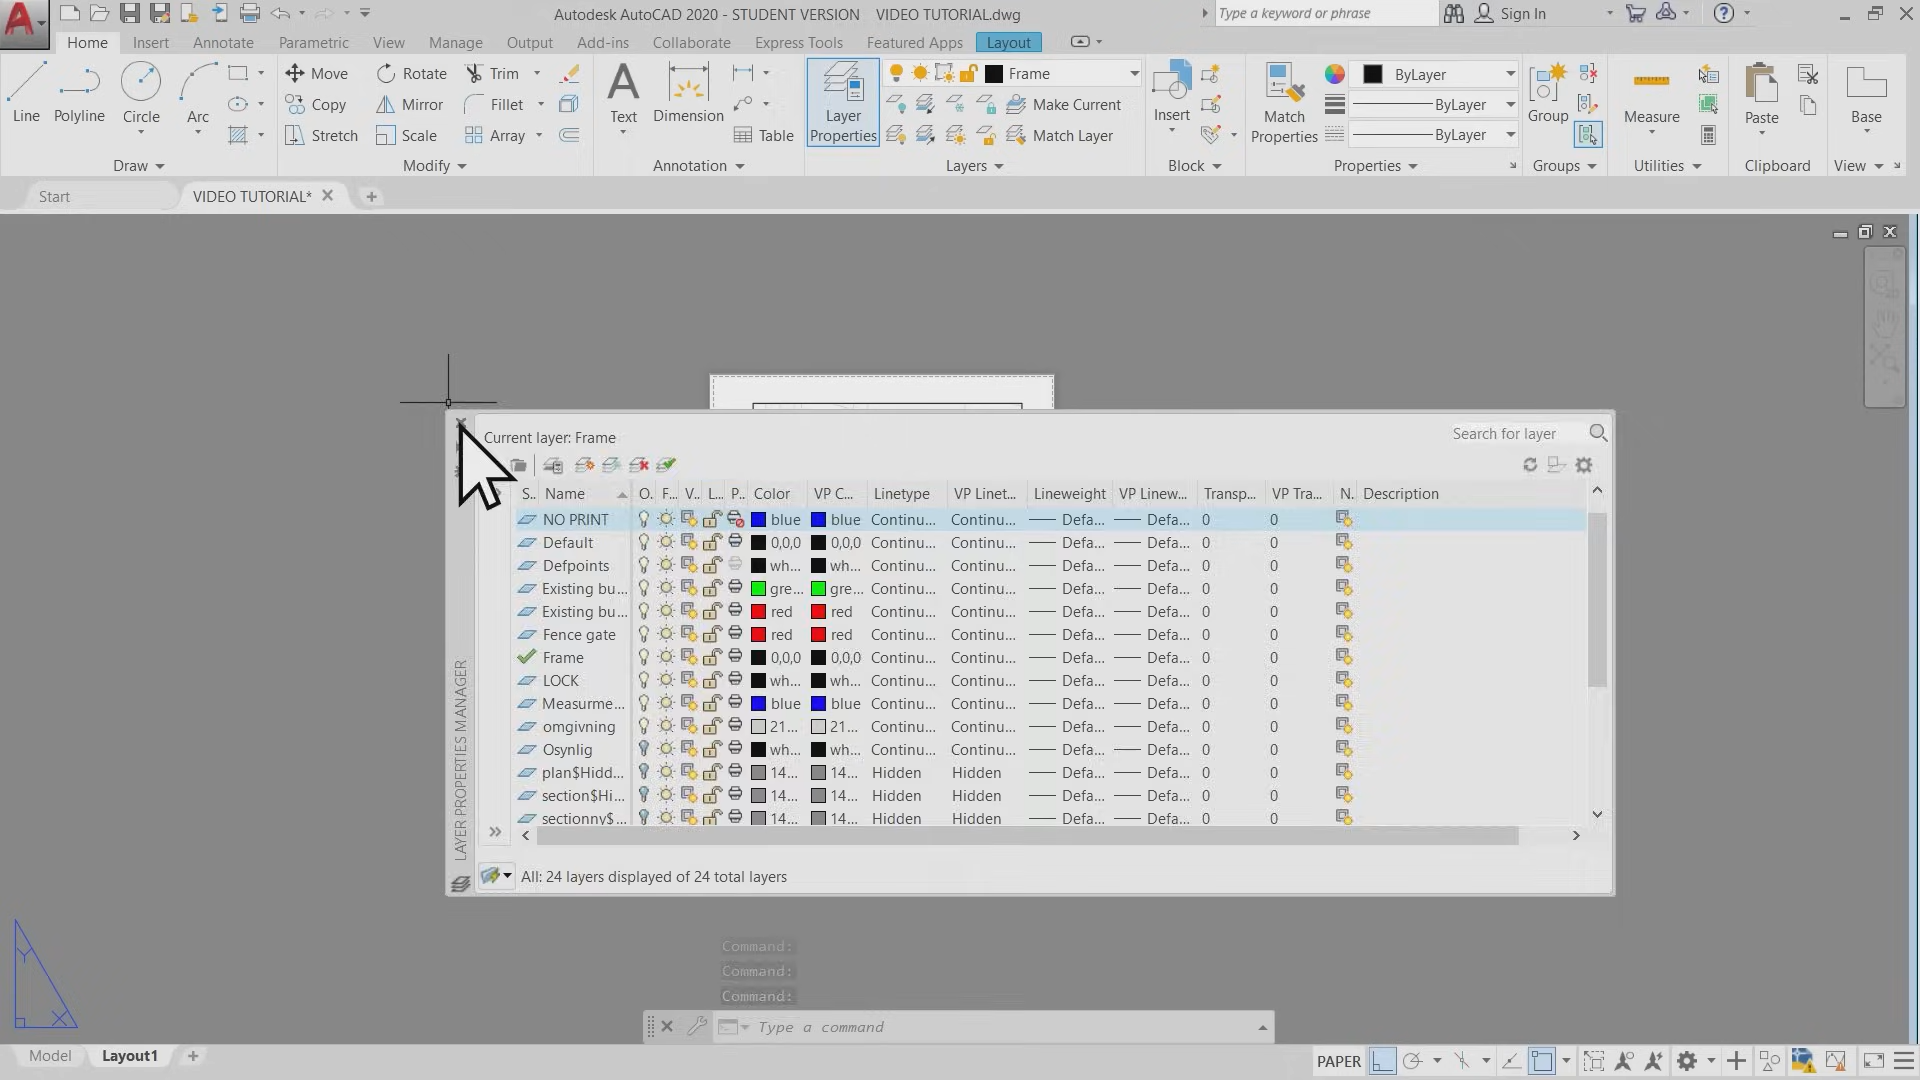 Autodesk AutoCAD 2020 - STUDENT VERSION VIDEO TUTORIAL.dwg
Type a keyword or phrase
Sign In
Home Insert Annotate Parametric View Manage Output Add-ins Collaborate Express Tools Featured Apps Layout
Line Polyline Circle Arc
Move Rotate Trim
Copy Mirror Fillet
Stretch Scale Array
Text Dimension Table
Layer Properties
Frame
Make Current
Match Layer
Insert
Match Properties
ByLayer
ByLayer
ByLayer
Group
Measure
Paste
Base
Draw Modify Annotation Layers Block Properties Groups Utilities Clipboard View
Start VIDEO TUTORIAL*
Current layer: Frame
Search for layer
S.. Name O. F... V.. L... P.. Color VP C... Linetype VP Linet... Lineweight VP Linew... Transp... VP Tra... N. Description
NO PRINT blue blue Continu... Continu... Defa... Defa... 0 0
Default 0,0,0 0,0,0 Continu... Continu... Defa... Defa... 0 0
Defpoints wh... wh... Continu... Continu... Defa... Defa... 0 0
Existing bu... gre... gre... Continu... Continu... Defa... Defa... 0 0
Existing bu... red red Continu... Continu... Defa... Defa... 0 0
Fence gate red red Continu... Continu... Defa... Defa... 0 0
Frame 0,0,0 0,0,0 Continu... Continu... Defa... Defa... 0 0
LOCK wh... wh... Continu... Continu... Defa... Defa... 0 0
Measurme... blue blue Continu... Continu... Defa... Defa... 0 0
omgivning 21... 21... Continu... Continu... Defa... Defa... 0 0
Osynlig wh... wh... Continu... Continu... Defa... Defa... 0 0
plan$Hidd... 14... 14... Hidden Hidden Defa... Defa... 0 0
section$Hi... 14... 14... Hidden Hidden Defa... Defa... 0 0
sectionny$... 14... 14... Hidden Hidden Defa... Defa... 0 0
LAYER PROPERTIES MANAGER
All: 24 layers displayed of 24 total layers
Command:
Command:
Command:
Type a command
Y
X
Model Layout1
PAPER